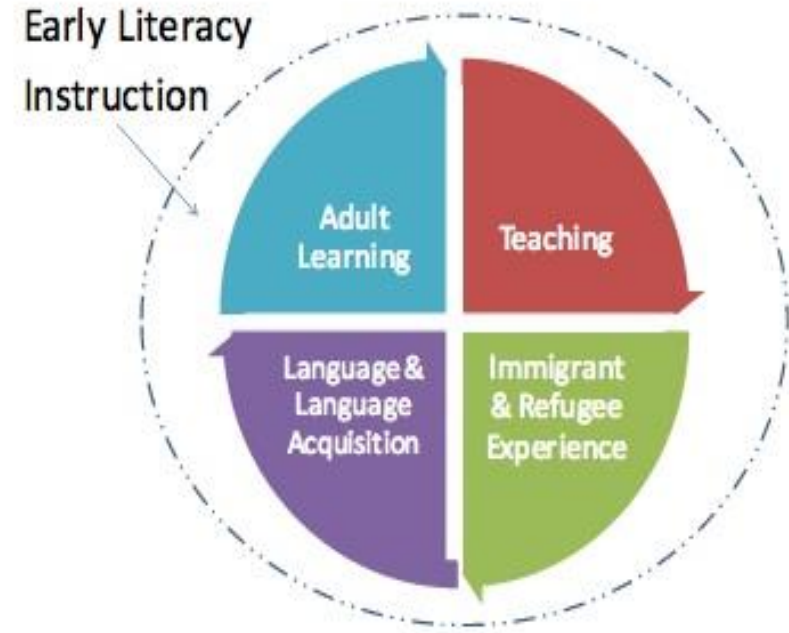 Early Literacy
Instruction
Adult
Learning
Teaching
Language &
Language
Acquisition
Immigrant
& Refugee
Experience